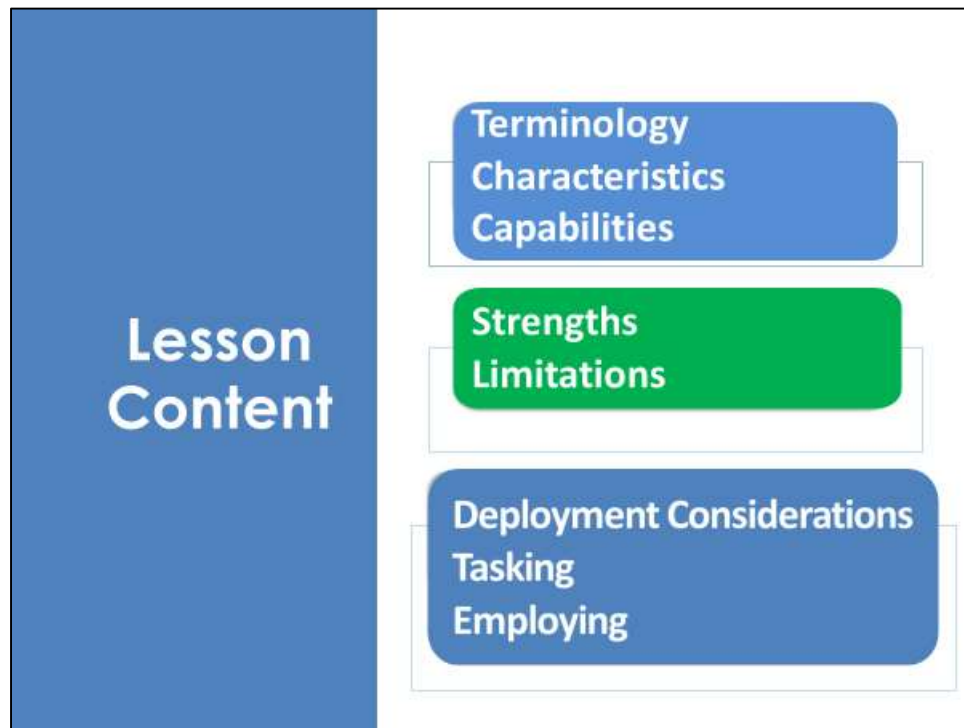 Lesson
Content
Terminology
Characteristics
Capabilities
Strengths
Limitations
Deployment Considerations
Tasking
Employing